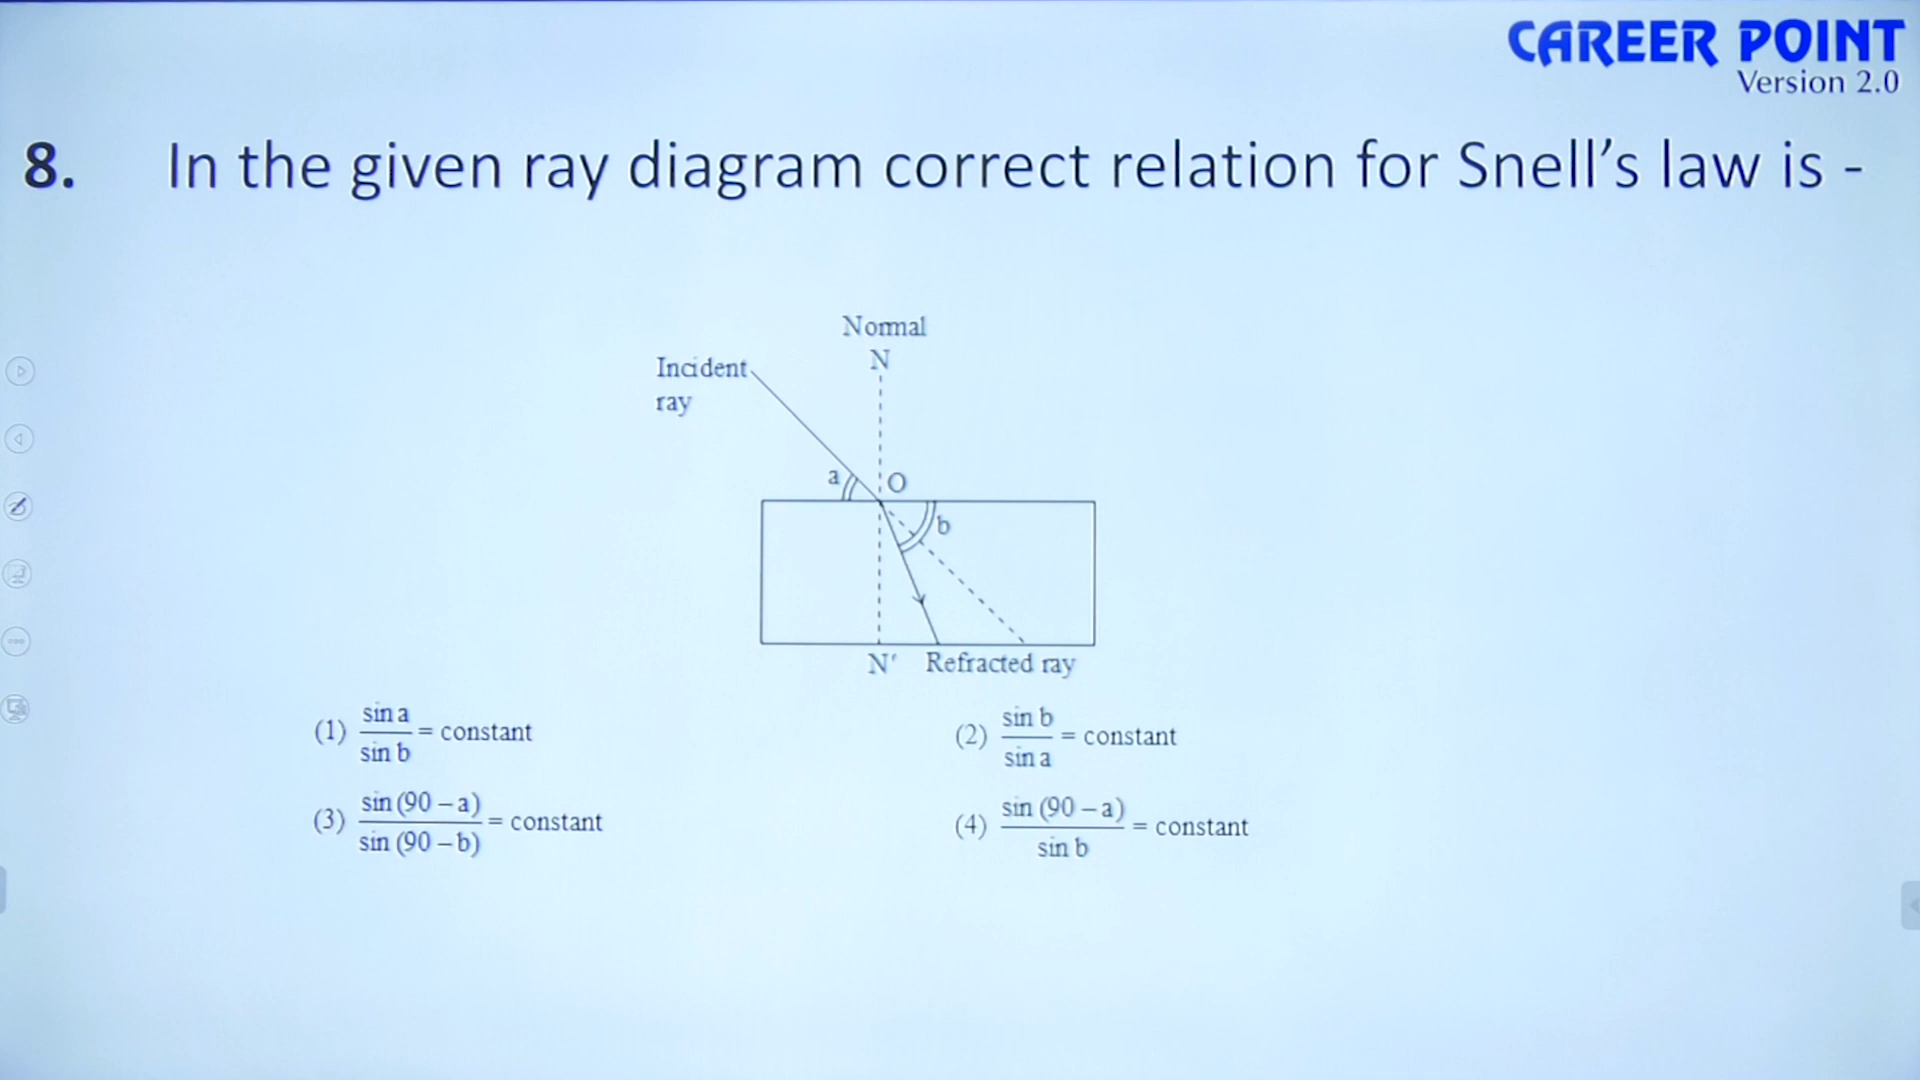 CAREER POINT
Version 2.0
8. In the given ray diagram correct relation for Snell’s law is -
Normal
N
Incident
ray
a
O
b
N′ Refracted ray
(1) sin a / sin b = constant
(2) sin b / sin a = constant
(3) sin (90 – a) / sin (90 – b) = constant
(4) sin (90 – a) / sin b = constant